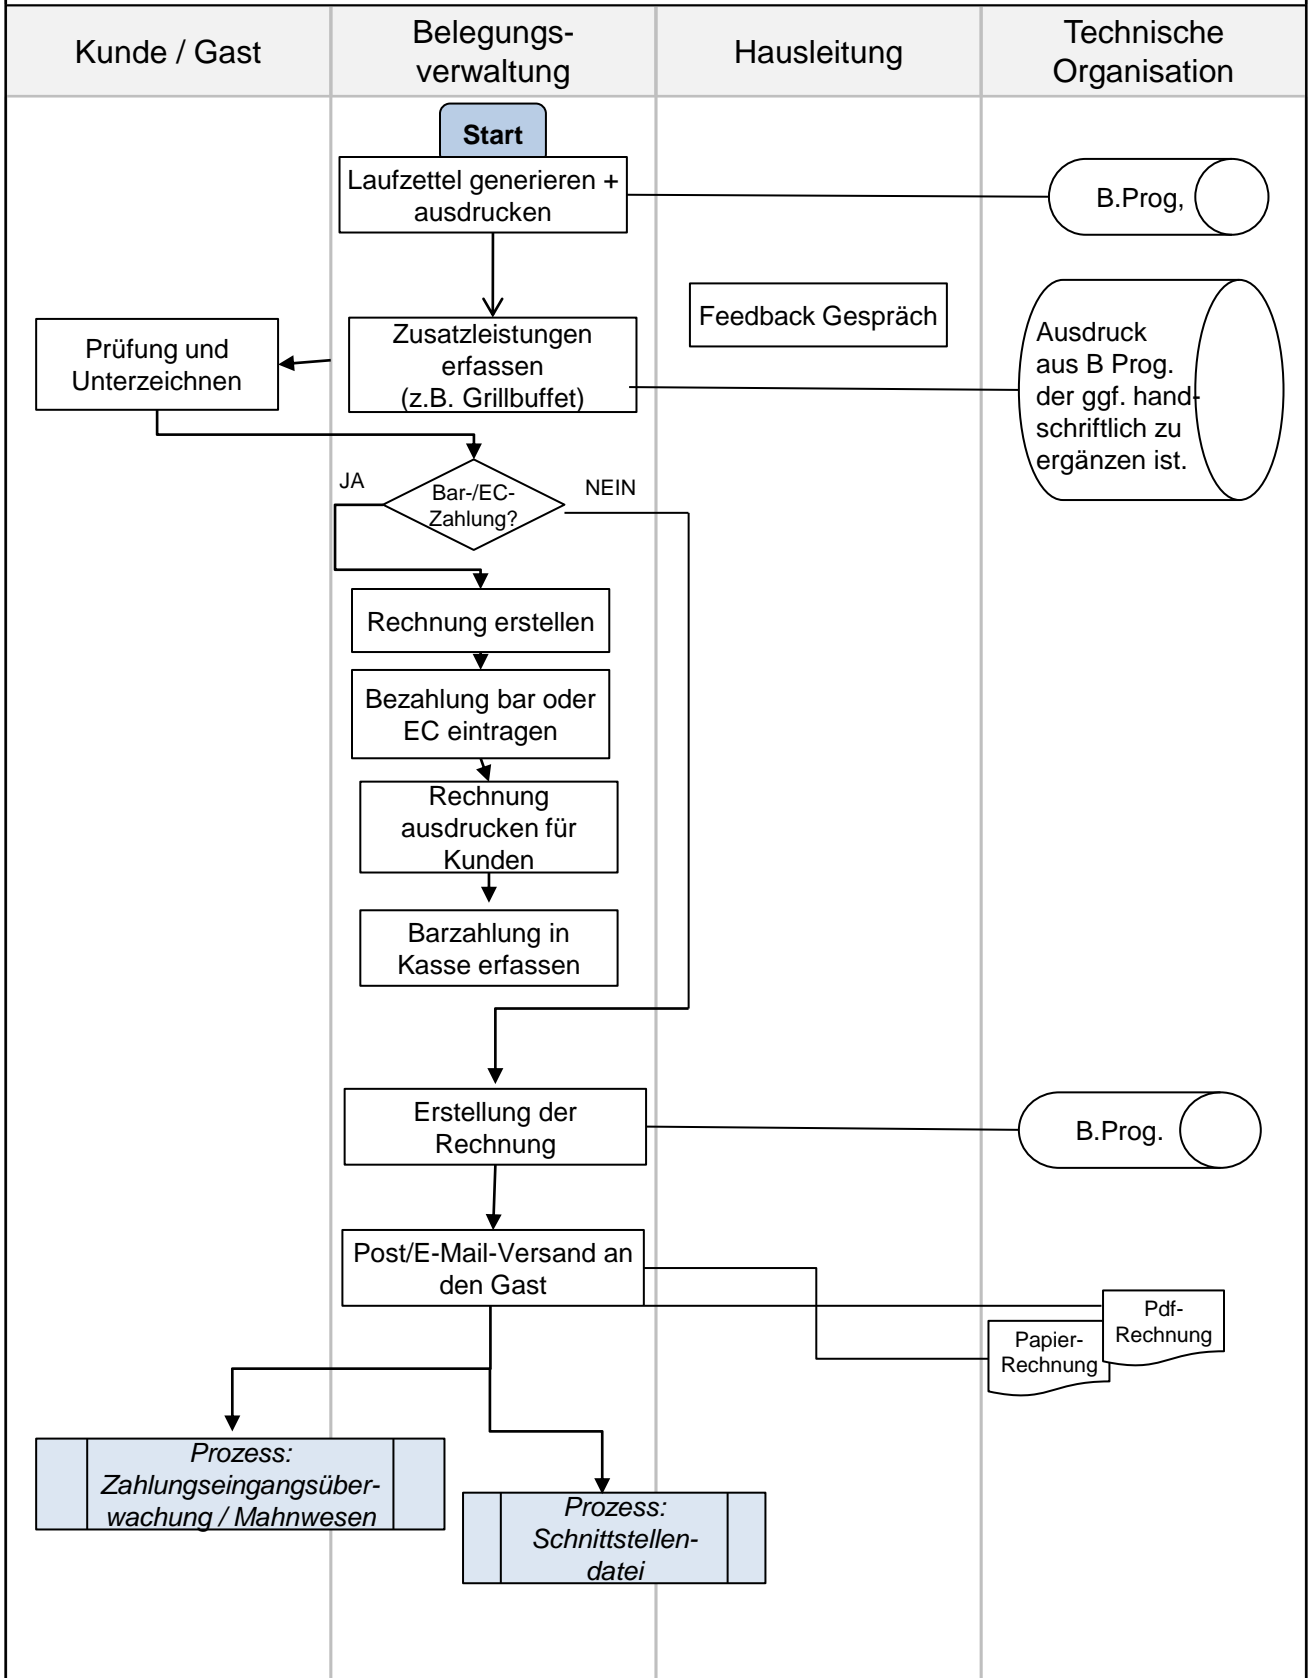 Kunde / Gast
Belegungs-
verwaltung
Hausleitung
Technische
Organisation
Start
Laufzettel generieren +
ausdrucken
B.Prog,
Feedback Gespräch
Zusatzleistungen
erfassen
(z.B. Grillbuffet)
Prüfung und
Unterzeichnen
Ausdruck
aus B Prog.
der ggf. hand-
schriftlich zu
ergänzen ist.
JA
Bar-/EC-
Zahlung?
NEIN
Rechnung erstellen
Bezahlung bar oder
EC eintragen
Rechnung
ausdrucken für
Kunden
Barzahlung in
Kasse erfassen
Erstellung der
Rechnung
B.Prog.
Post/E-Mail-Versand an
den Gast
Pdf-
Rechnung
Papier-
Rechnung
Prozess:
Zahlungseingangsüber-
wachung / Mahnwesen
Prozess:
Schnittstellen-
datei